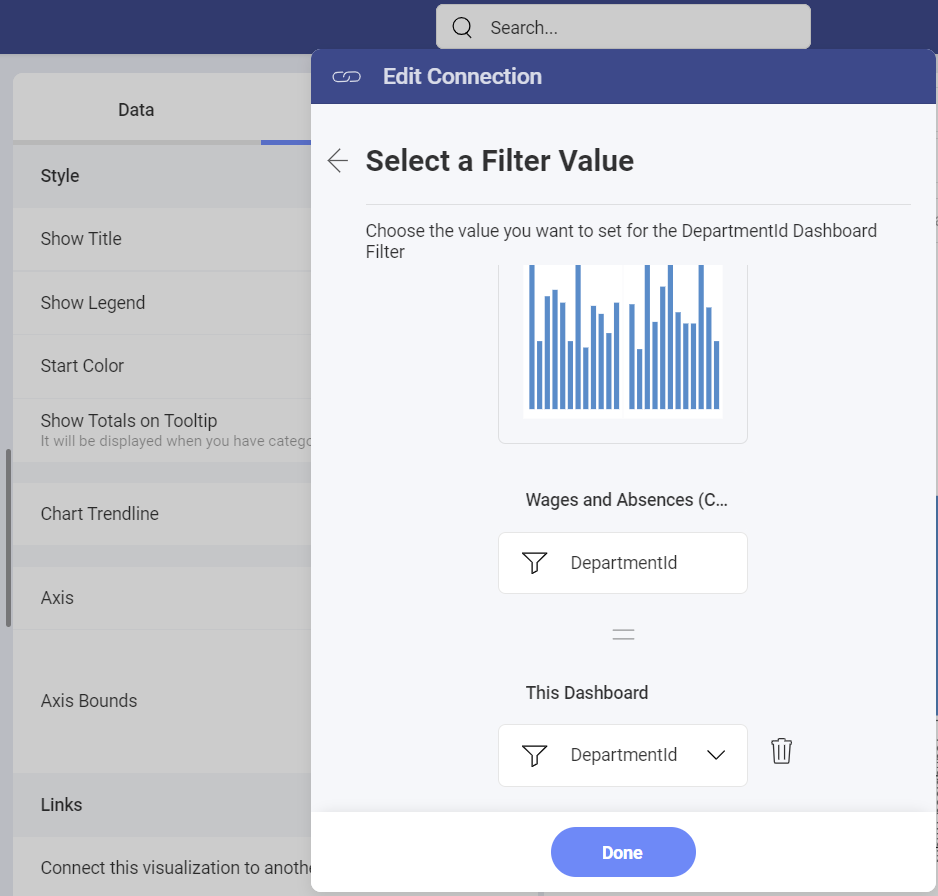 Search...
Edit Connection
Data
Style
Show Title
Show Legend
Start Color
Show Totals on Tooltip
It will be displayed when you have catego
Chart Trendline
Axis
Axis Bounds
Links
Connect this visualization to anothe
Select a Filter Value
Choose the value you want to set for the DepartmentId Dashboard
Filter
Wages and Absences (C...
DepartmentId
This Dashboard
DepartmentId
Done